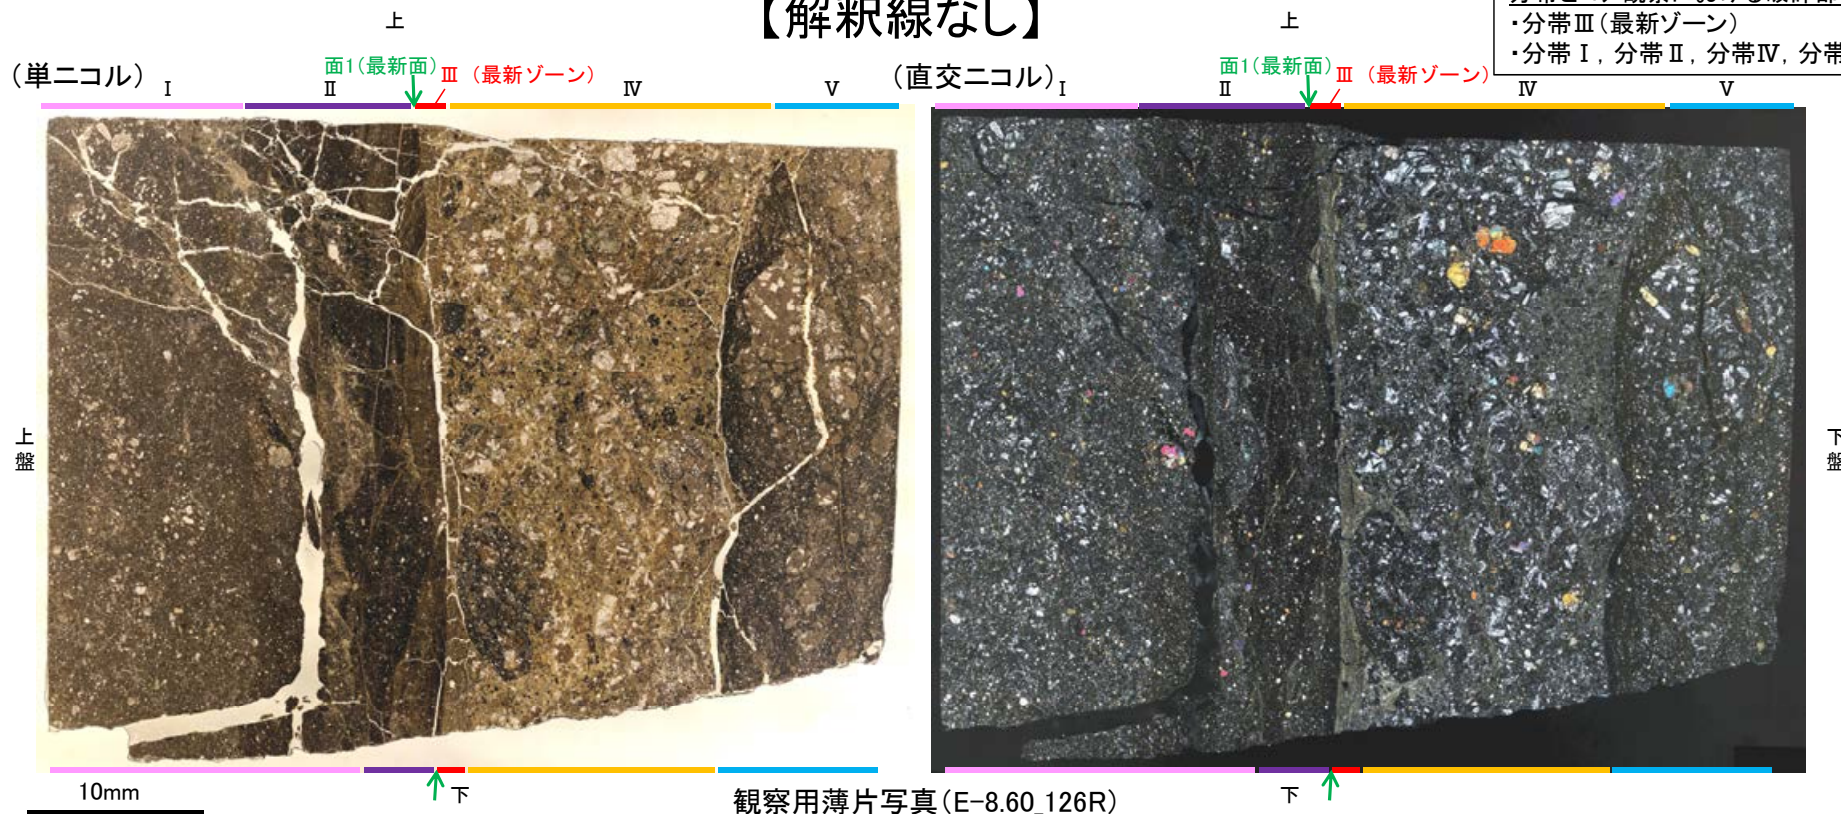 【解釈線なし】
・分帯Ⅲ（最新ゾーン）
・分帯Ⅰ，分帯Ⅱ，分帯Ⅳ，分帯
上
上
（単ニコル）
Ⅰ
Ⅱ
面1（最新面）
Ⅲ （最新ゾーン）
Ⅳ
Ⅴ
（直交ニコル）
Ⅰ
Ⅱ
面1（最新面）
Ⅲ （最新ゾーン）
Ⅳ
Ⅴ
上盤
下盤
10mm
下
観察用薄片写真（E-8.60_126R）
下